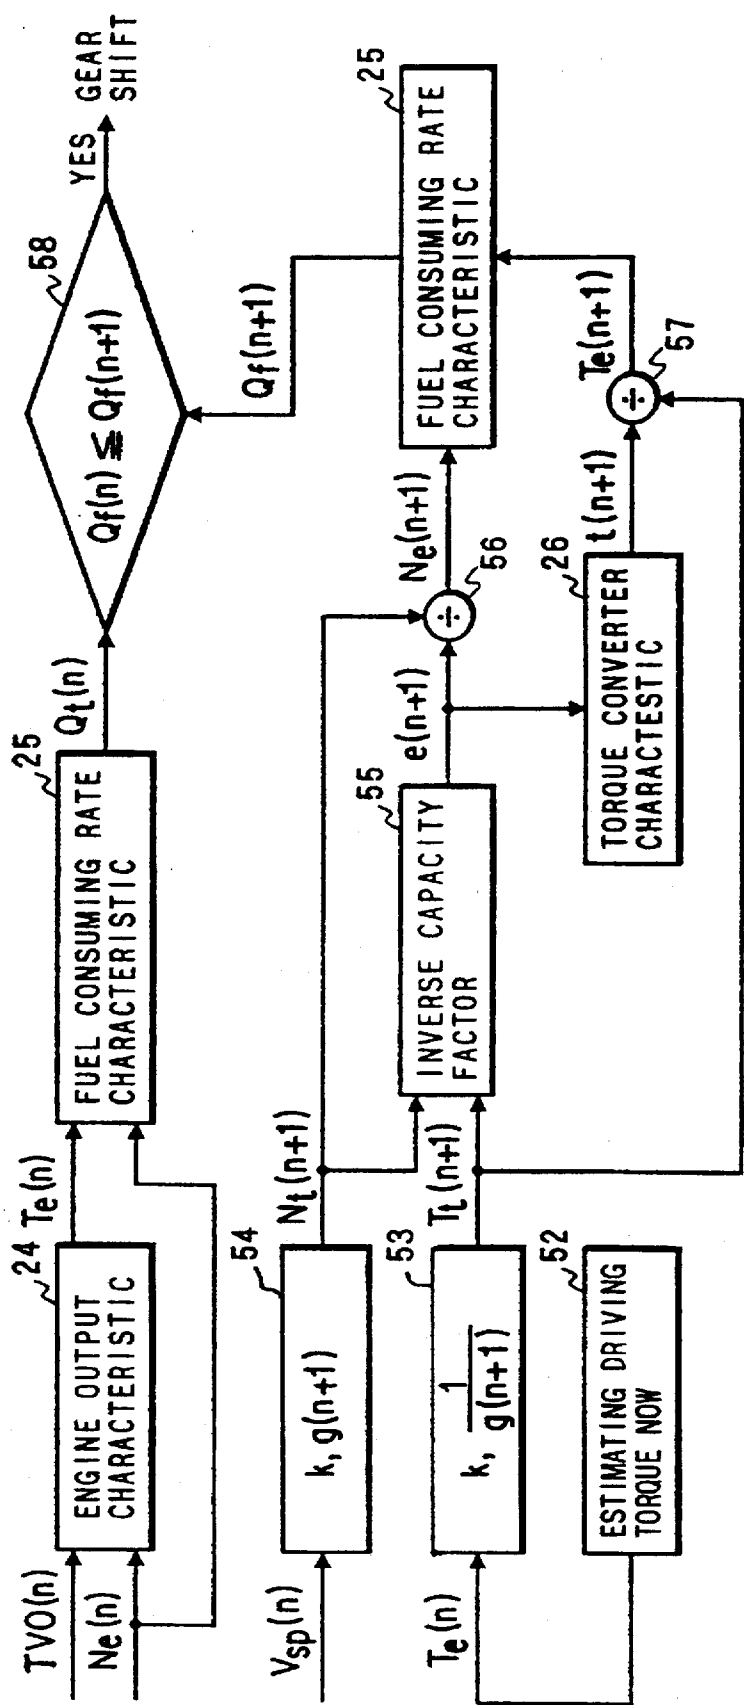 TVO(n)
Ne(n)
24
ENGINE OUTPUT
CHARACTERISTIC
Te(n)
25
FUEL CONSUMING RATE
CHARACTERISTIC
Qt(n)
58
Qf(n) ≦ Qf(n+1)
YES
GEAR
SHIFT
Vsp(n)
54
k, g(n+1)
Nt(n+1)
Te(n)
53
k, 1/g(n+1)
Tt(n+1)
52
ESTIMATING DRIVING
TORQUE NOW
55
INVERSE CAPACITY
FACTOR
e(n+1)
÷
56
Ne(n+1)
26
TORQUE CONVERTER
CHARACTESTIC
t(n+1)
÷
57
Te(n+1)
25
FUEL CONSUMING RATE
CHARACTERISTIC
Qf(n+1)